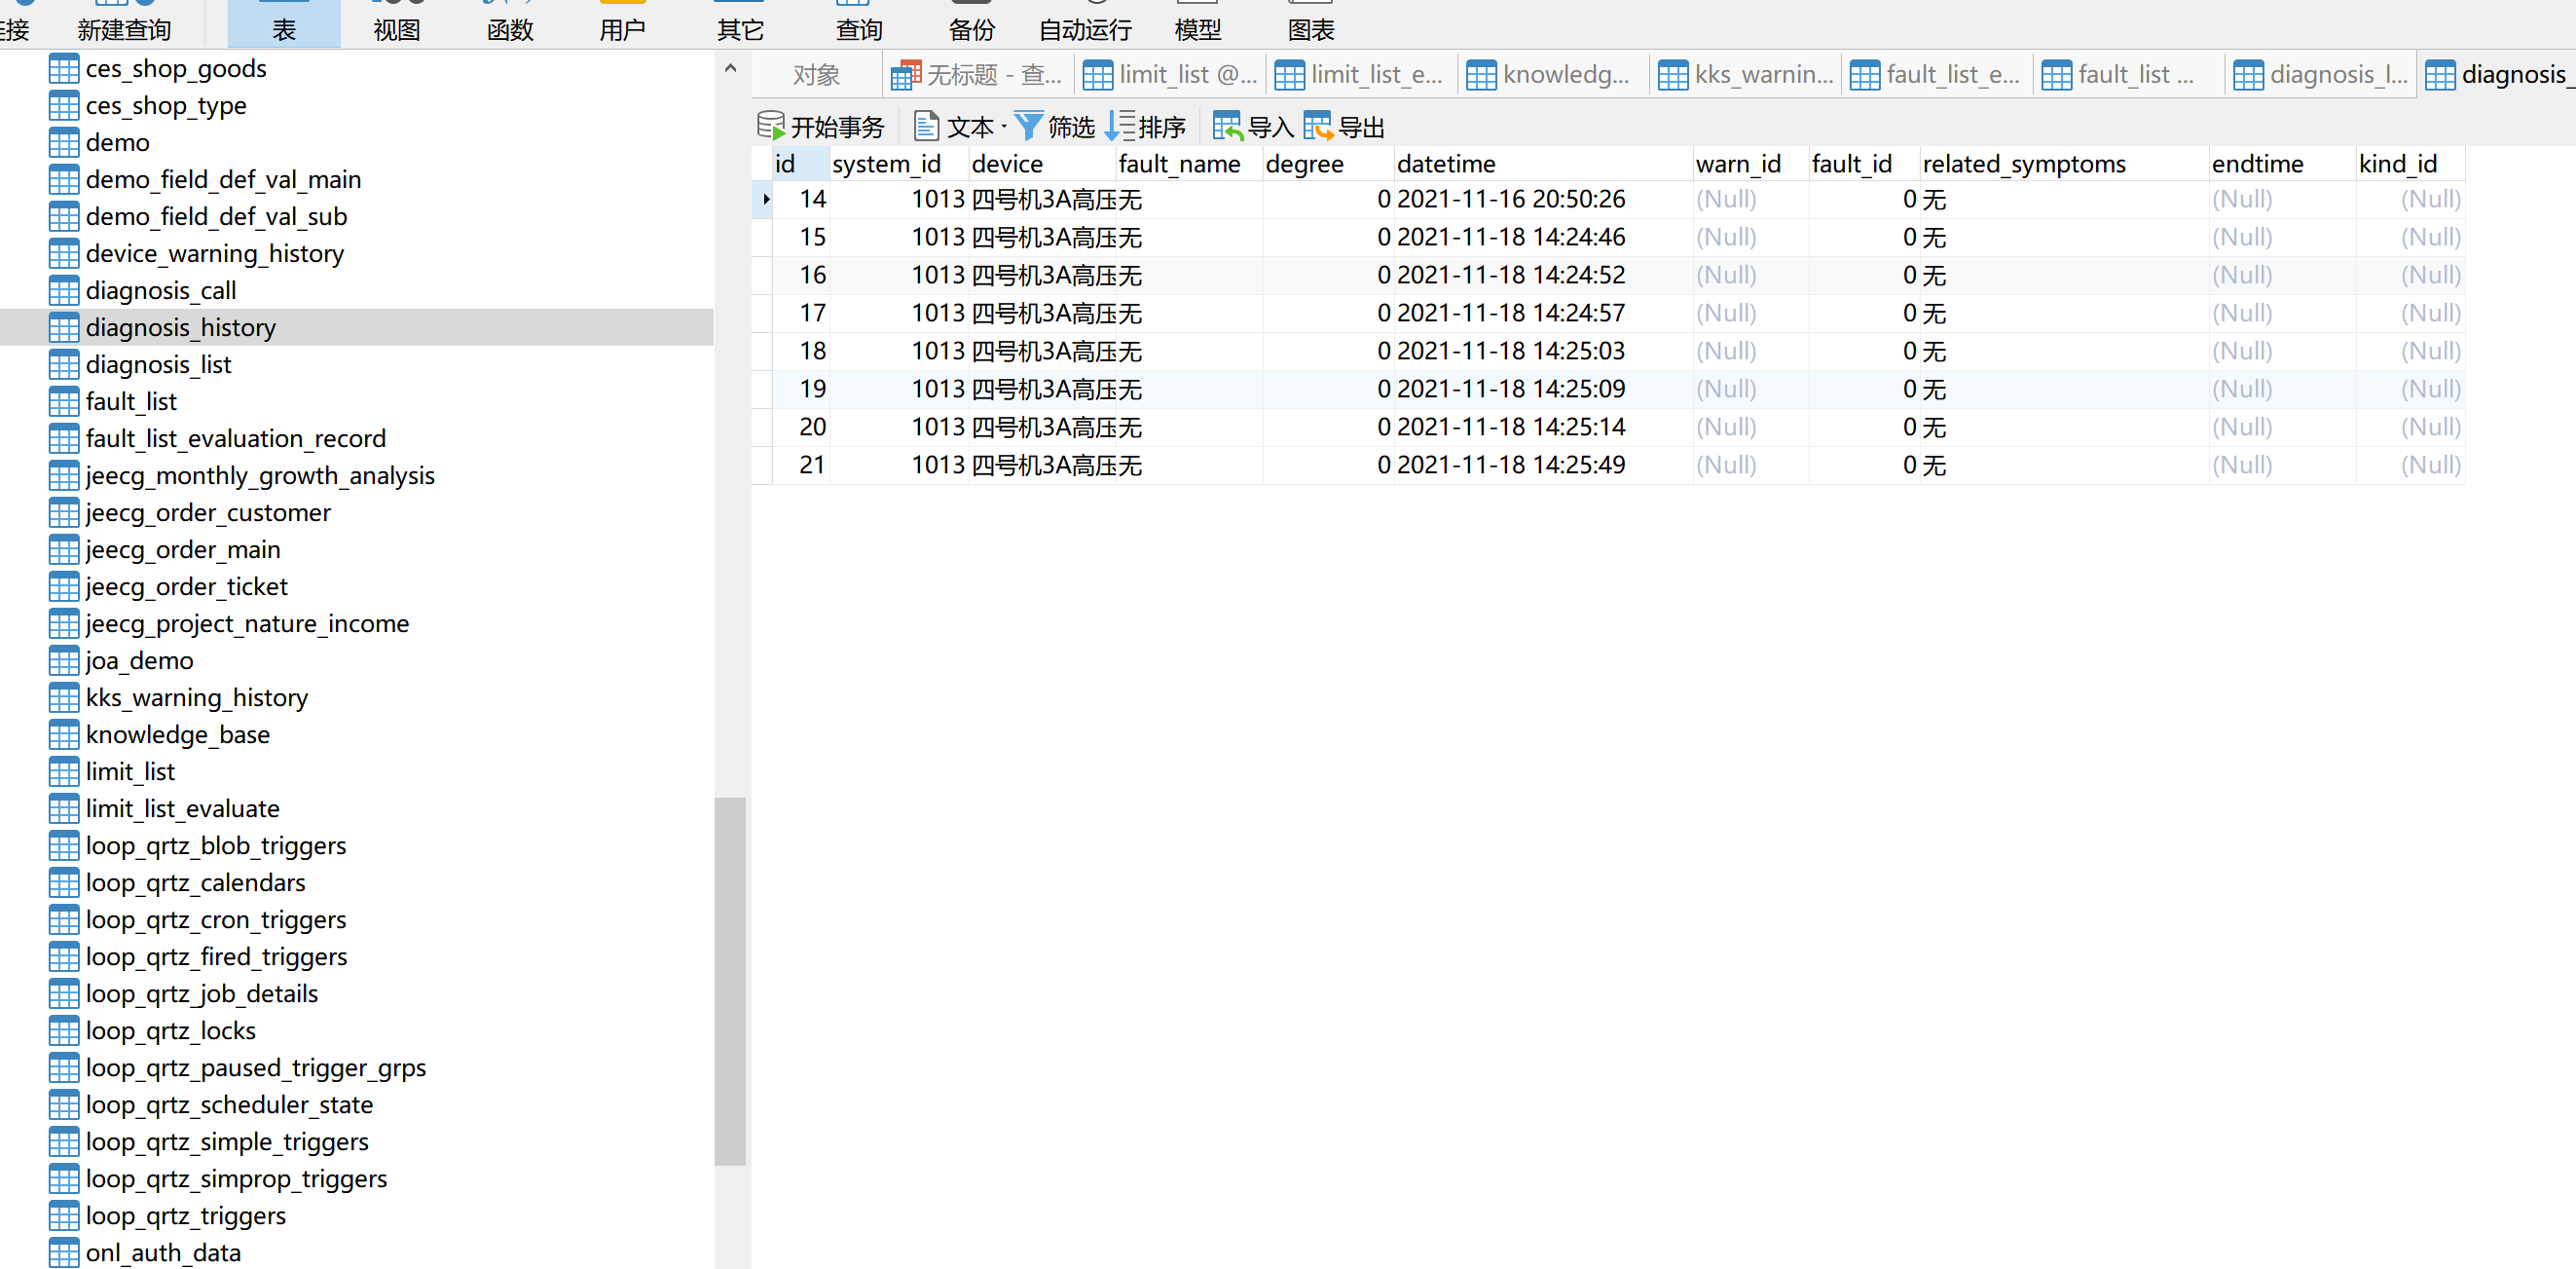 新建查询 表 视图 函数 用户 其它 查询 备份 自动运行 模型 图表
ces_shop_goods
ces_shop_type
demo
demo_field_def_val_main
demo_field_def_val_sub
device_warning_history
diagnosis_call
diagnosis_history
diagnosis_list
fault_list
fault_list_evaluation_record
jeecg_monthly_growth_analysis
jeecg_order_customer
jeecg_order_main
jeecg_order_ticket
jeecg_project_nature_income
joa_demo
kks_warning_history
knowledge_base
limit_list
limit_list_evaluate
loop_qrtz_blob_triggers
loop_qrtz_calendars
loop_qrtz_cron_triggers
loop_qrtz_fired_triggers
loop_qrtz_job_details
loop_qrtz_locks
loop_qrtz_paused_trigger_grps
loop_qrtz_scheduler_state
loop_qrtz_simple_triggers
loop_qrtz_simprop_triggers
loop_qrtz_triggers
onl_auth_data
对象 无标题 - 查... limit_list @... limit_list_e... knowledg... kks_warnin... fault_list_e... fault_list ... diagnosis_l... diagnosis_
开始事务 文本 筛选 排序 导入 导出
id system_id device fault_name degree datetime warn_id fault_id related_symptoms endtime kind_id
14 1013 四号机3A高压 无 0 2021-11-16 20:50:26 (Null) 0 无 (Null) (Null)
15 1013 四号机3A高压 无 0 2021-11-18 14:24:46 (Null) 0 无 (Null) (Null)
16 1013 四号机3A高压 无 0 2021-11-18 14:24:52 (Null) 0 无 (Null) (Null)
17 1013 四号机3A高压 无 0 2021-11-18 14:24:57 (Null) 0 无 (Null) (Null)
18 1013 四号机3A高压 无 0 2021-11-18 14:25:03 (Null) 0 无 (Null) (Null)
19 1013 四号机3A高压 无 0 2021-11-18 14:25:09 (Null) 0 无 (Null) (Null)
20 1013 四号机3A高压 无 0 2021-11-18 14:25:14 (Null) 0 无 (Null) (Null)
21 1013 四号机3A高压 无 0 2021-11-18 14:25:49 (Null) 0 无 (Null) (Null)